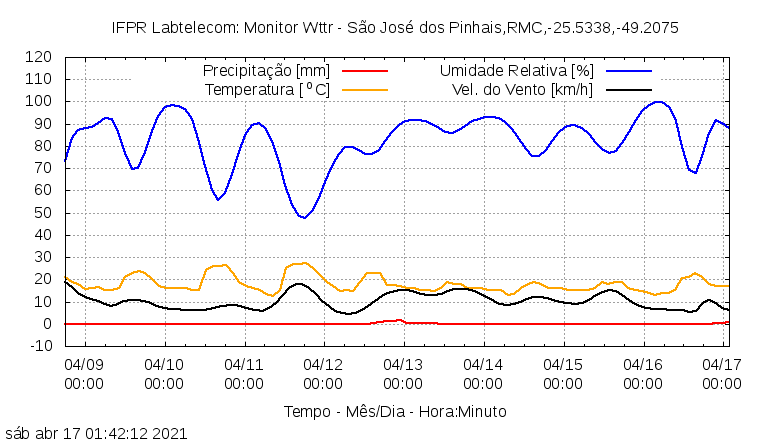 IFPR Labtelecom: Monitor Wttr - São José dos Pinhais,RMC,-25.5338,-49.2075
Precipitação [mm] Umidade Relativa [%]
Temperatura [ ⁰C] Vel. do Vento [km/h]
120
110
100
90
80
70
60
50
40
30
20
10
0
-10
04/09 04/10 04/11 04/12 04/13 04/14 04/15 04/16 04/17
00:00 00:00 00:00 00:00 00:00 00:00 00:00 00:00 00:00
Tempo - Mês/Dia - Hora:Minuto
sáb abr 17 01:42:12 2021